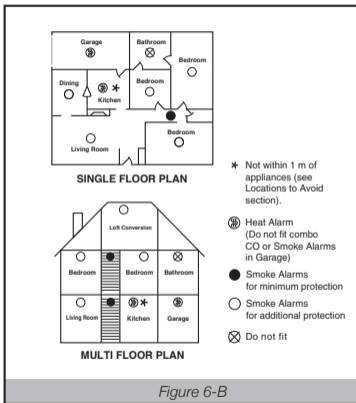 Garage
Bathroom
Bedroom
Dining
Kitchen
*
Bedroom
Living Room
Bedroom
SINGLE FLOOR PLAN
* Not within 1 m of
appliances (see
Locations to Avoid
section).
Heat Alarm
(Do not fit combo
CO or Smoke Alarms
in Garage)
Smoke Alarms
for minimum protection
Smoke Alarms
for additional protection
Do not fit
Loft Conversion
Bedroom
Bedroom
Bathroom
*
Living Room
Kitchen
Garage
MULTI FLOOR PLAN
Figure 6-B